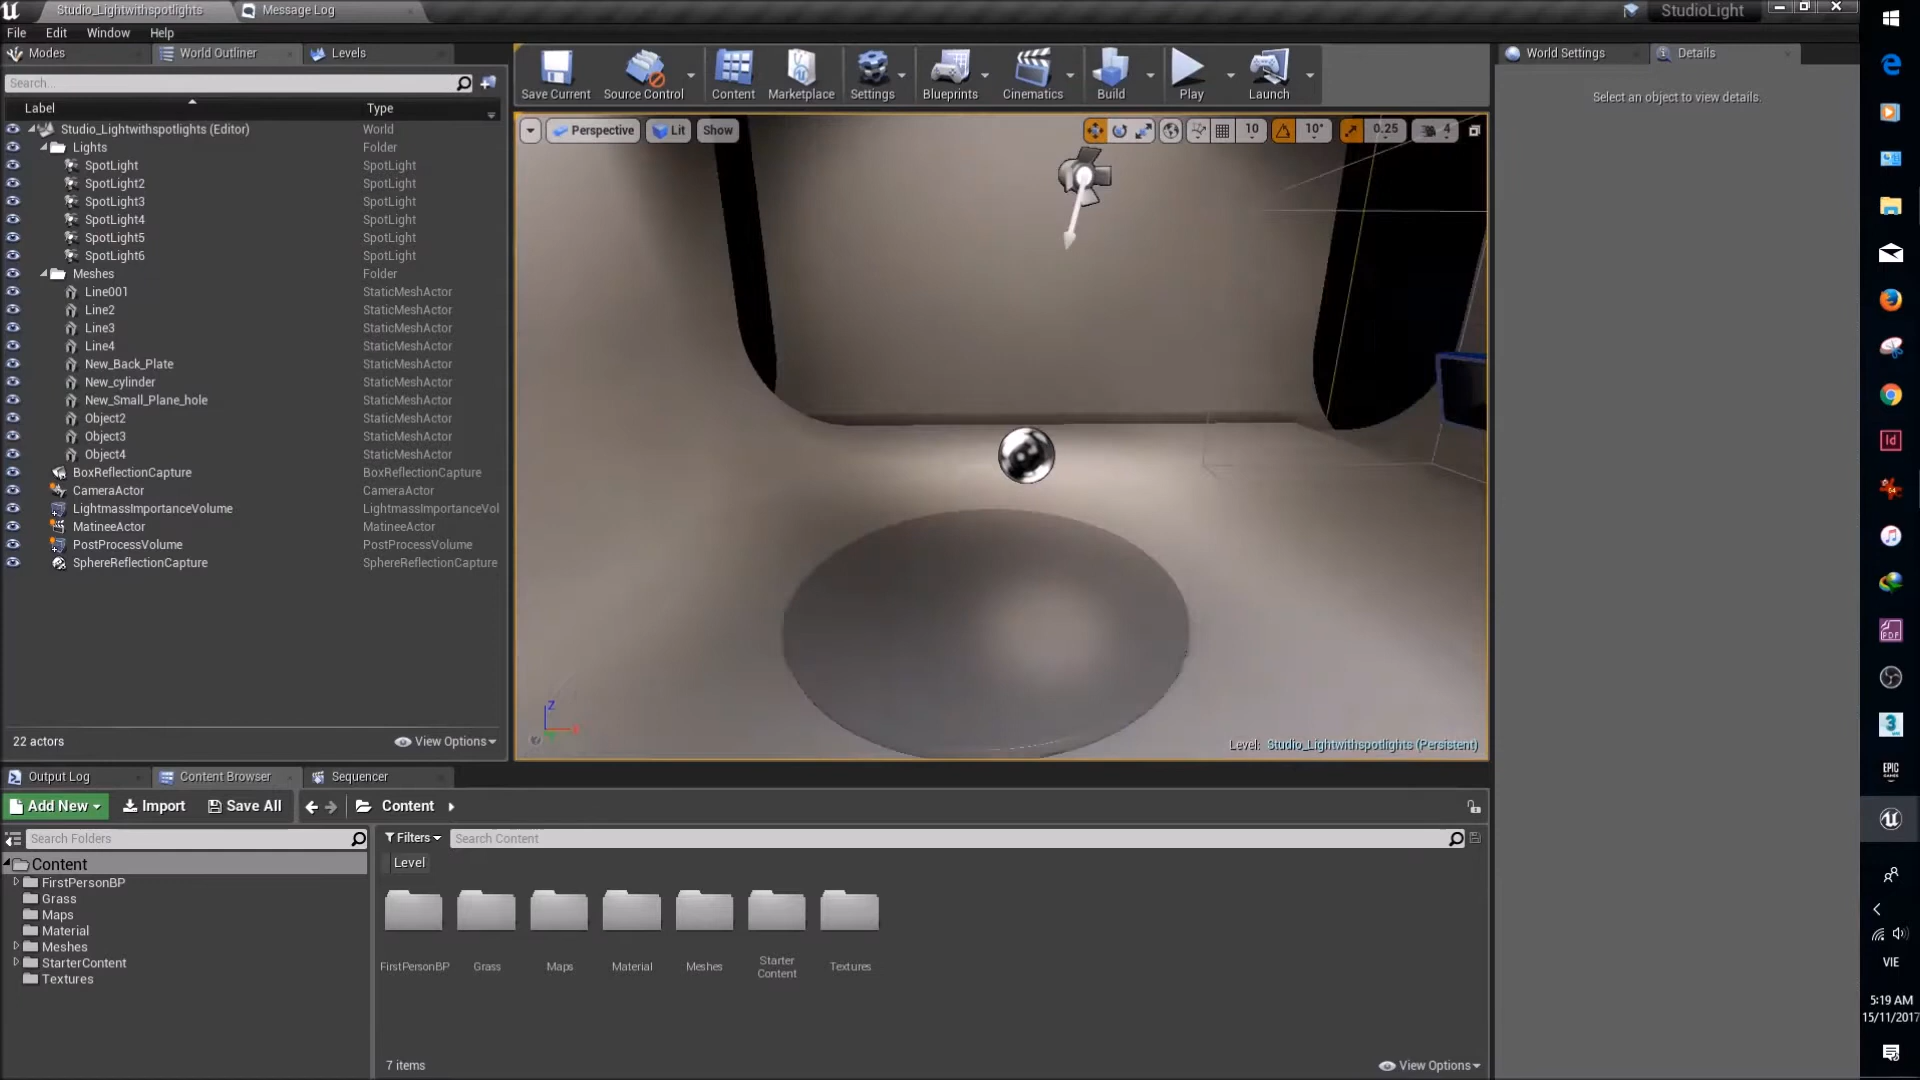 Studio_Lightwithspotlights
Message Log
StudioLight
File Edit Window Help
Modes World Outliner Levels
World Settings Details
Search...
Save Current Source Control Content Marketplace Settings Blueprints Cinematics Build Play Launch
Select an object to view details.
Label Type
Perspective Lit Show
10 10° 0.25 4
Studio_Lightwithspotlights (Editor) World
Lights Folder
SpotLight SpotLight
SpotLight2 SpotLight
SpotLight3 SpotLight
SpotLight4 SpotLight
SpotLight5 SpotLight
SpotLight6 SpotLight
Meshes Folder
Line001 StaticMeshActor
Line2 StaticMeshActor
Line3 StaticMeshActor
Line4 StaticMeshActor
New_Back_Plate StaticMeshActor
New_cylinder StaticMeshActor
New_Small_Plane_hole StaticMeshActor
Object2 StaticMeshActor
Object3 StaticMeshActor
Object4 StaticMeshActor
BoxReflectionCapture BoxReflectionCapture
CameraActor CameraActor
LightmassImportanceVolume LightmassImportanceVol
MatineeActor MatineeActor
PostProcessVolume PostProcessVolume
SphereReflectionCapture SphereReflectionCapture
22 actors View Options
Z
Level: Studio_Lightwithspotlights (Persistent)
Output Log Content Browser Sequencer
Add New Import Save All Content
Search Folders
Filters Search Content
Level
Content
FirstPersonBP
Grass
Maps
Material
Meshes
StarterContent
Textures
FirstPersonBP Grass Maps Material Meshes Starter Content Textures
7 items View Options
Id
64
PDF
3
EPIC
GAMES
VIE
5:19 AM
15/11/2017